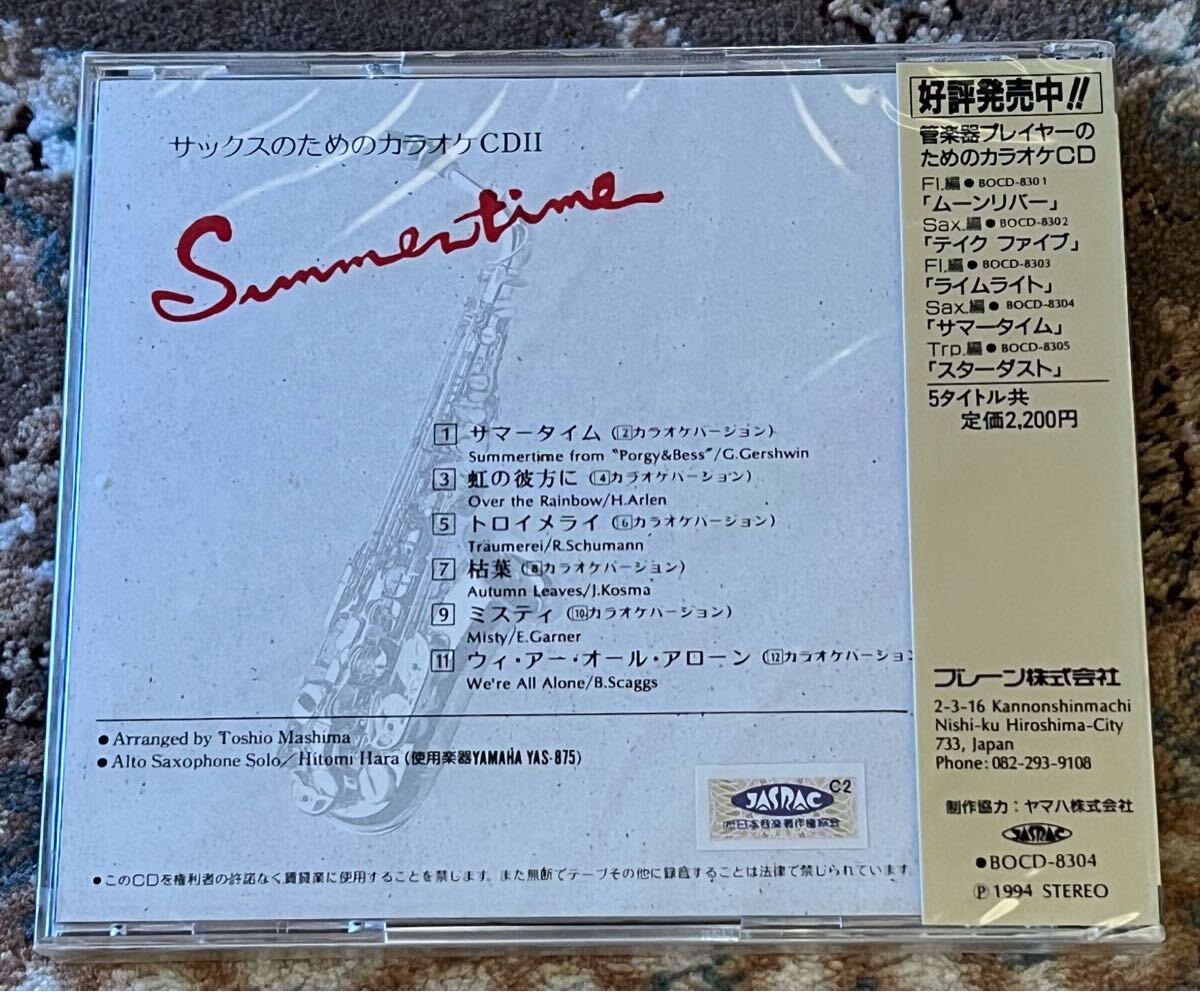 サックスのためのカラオケCDII
Summertime
1 サマータイム (2カラオケバージョン)
Summertime from "Porgy&Bess"/G.Gershwin
3 虹の彼方に (4カラオケバージョン)
Over the Rainbow/H.Arlen
5 トロイメライ (6カラオケバージョン)
Träumerei/R.Schumann
7 枯葉 (8カラオケバージョン)
Autumn Leaves/J.Kosma
9 ミスティ (10カラオケバージョン)
Misty/E.Garner
11 ウィ・アー・オール・アローン (12カラオケバージョン
We're All Alone/B.Scaggs
●Arranged by Toshio Mashima
●Alto Saxophone Solo/Hitomi Hara (使用楽器YAMAHA YAS-875)
JASRAC C2
●このCDを権利者の許諾なく賃貸業に使用することを禁じます。また無断でテープその他に録音することは法律で禁じられています
好評発売中!!
管楽器プレイヤーの
ためのカラオケCD
Fl.編●BOCD-8301
「ムーンリバー」
Sax.編●BOCD-8302
「テイク ファイブ」
Fl.編●BOCD-8303
「ライムライト」
Sax.編●BOCD-8304
「サマータイム」
Trp.編●BOCD-8305
「スターダスト」
5タイトル共
定価2,200円
ブレーン株式会社
2-3-16 Kannonshinmachi
Nishi-ku Hiroshima-City
733, Japan
Phone: 082-293-9108
制作協力：ヤマハ株式会社
JASRAC
●BOCD-8304
Ⓟ 1994 STEREO